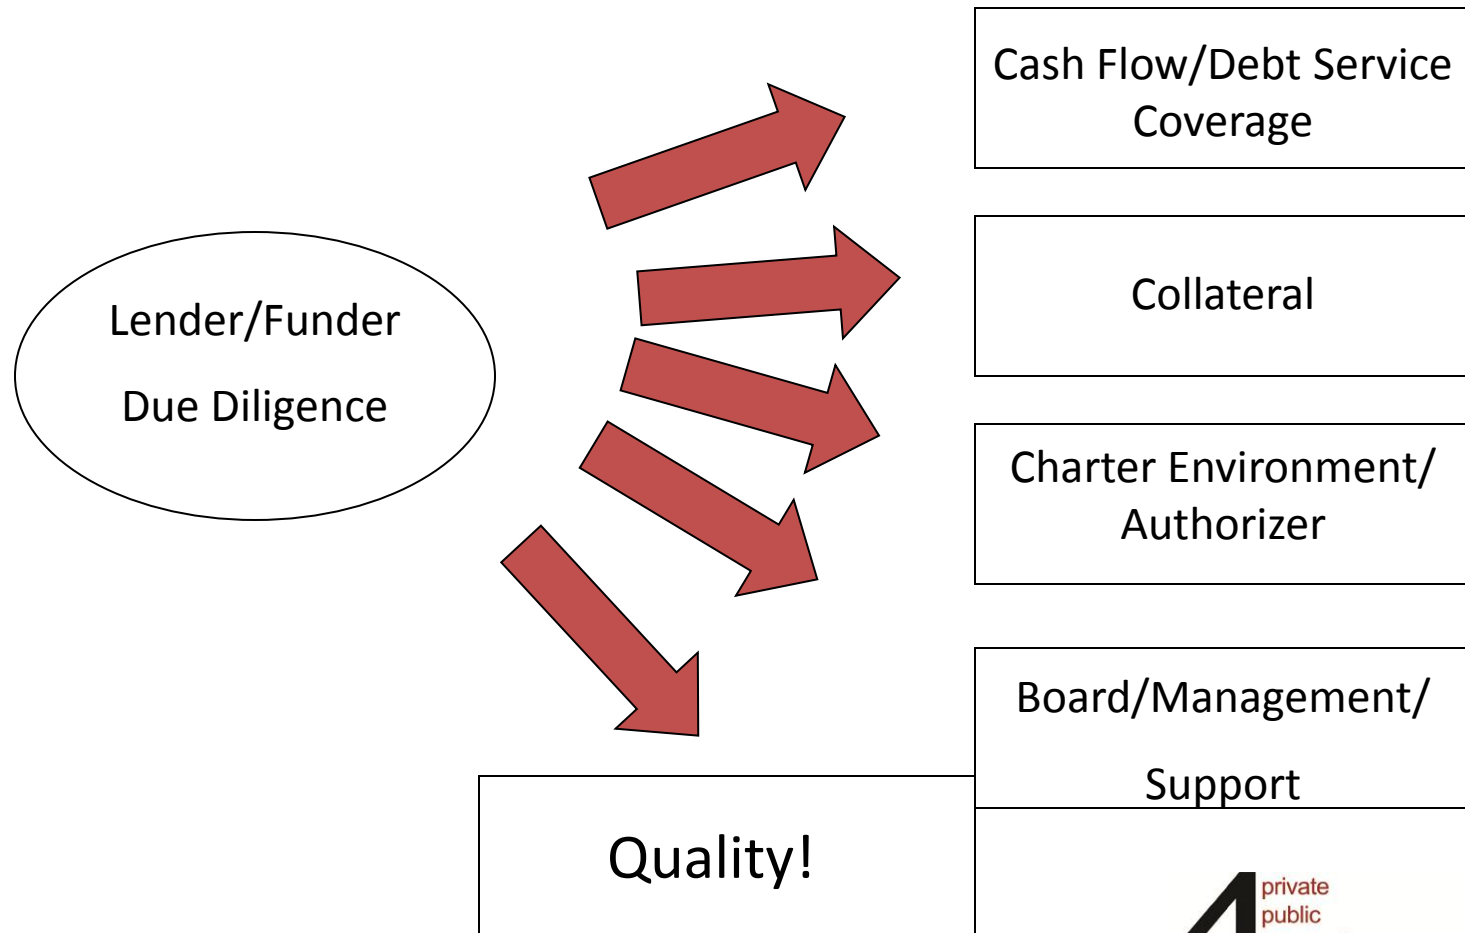 Cash Flow/Debt Service
Coverage
Collateral
Lender/Funder
Due Diligence
Charter Environment/
Authorizer
Board/Management/
Support
Quality!
private
public